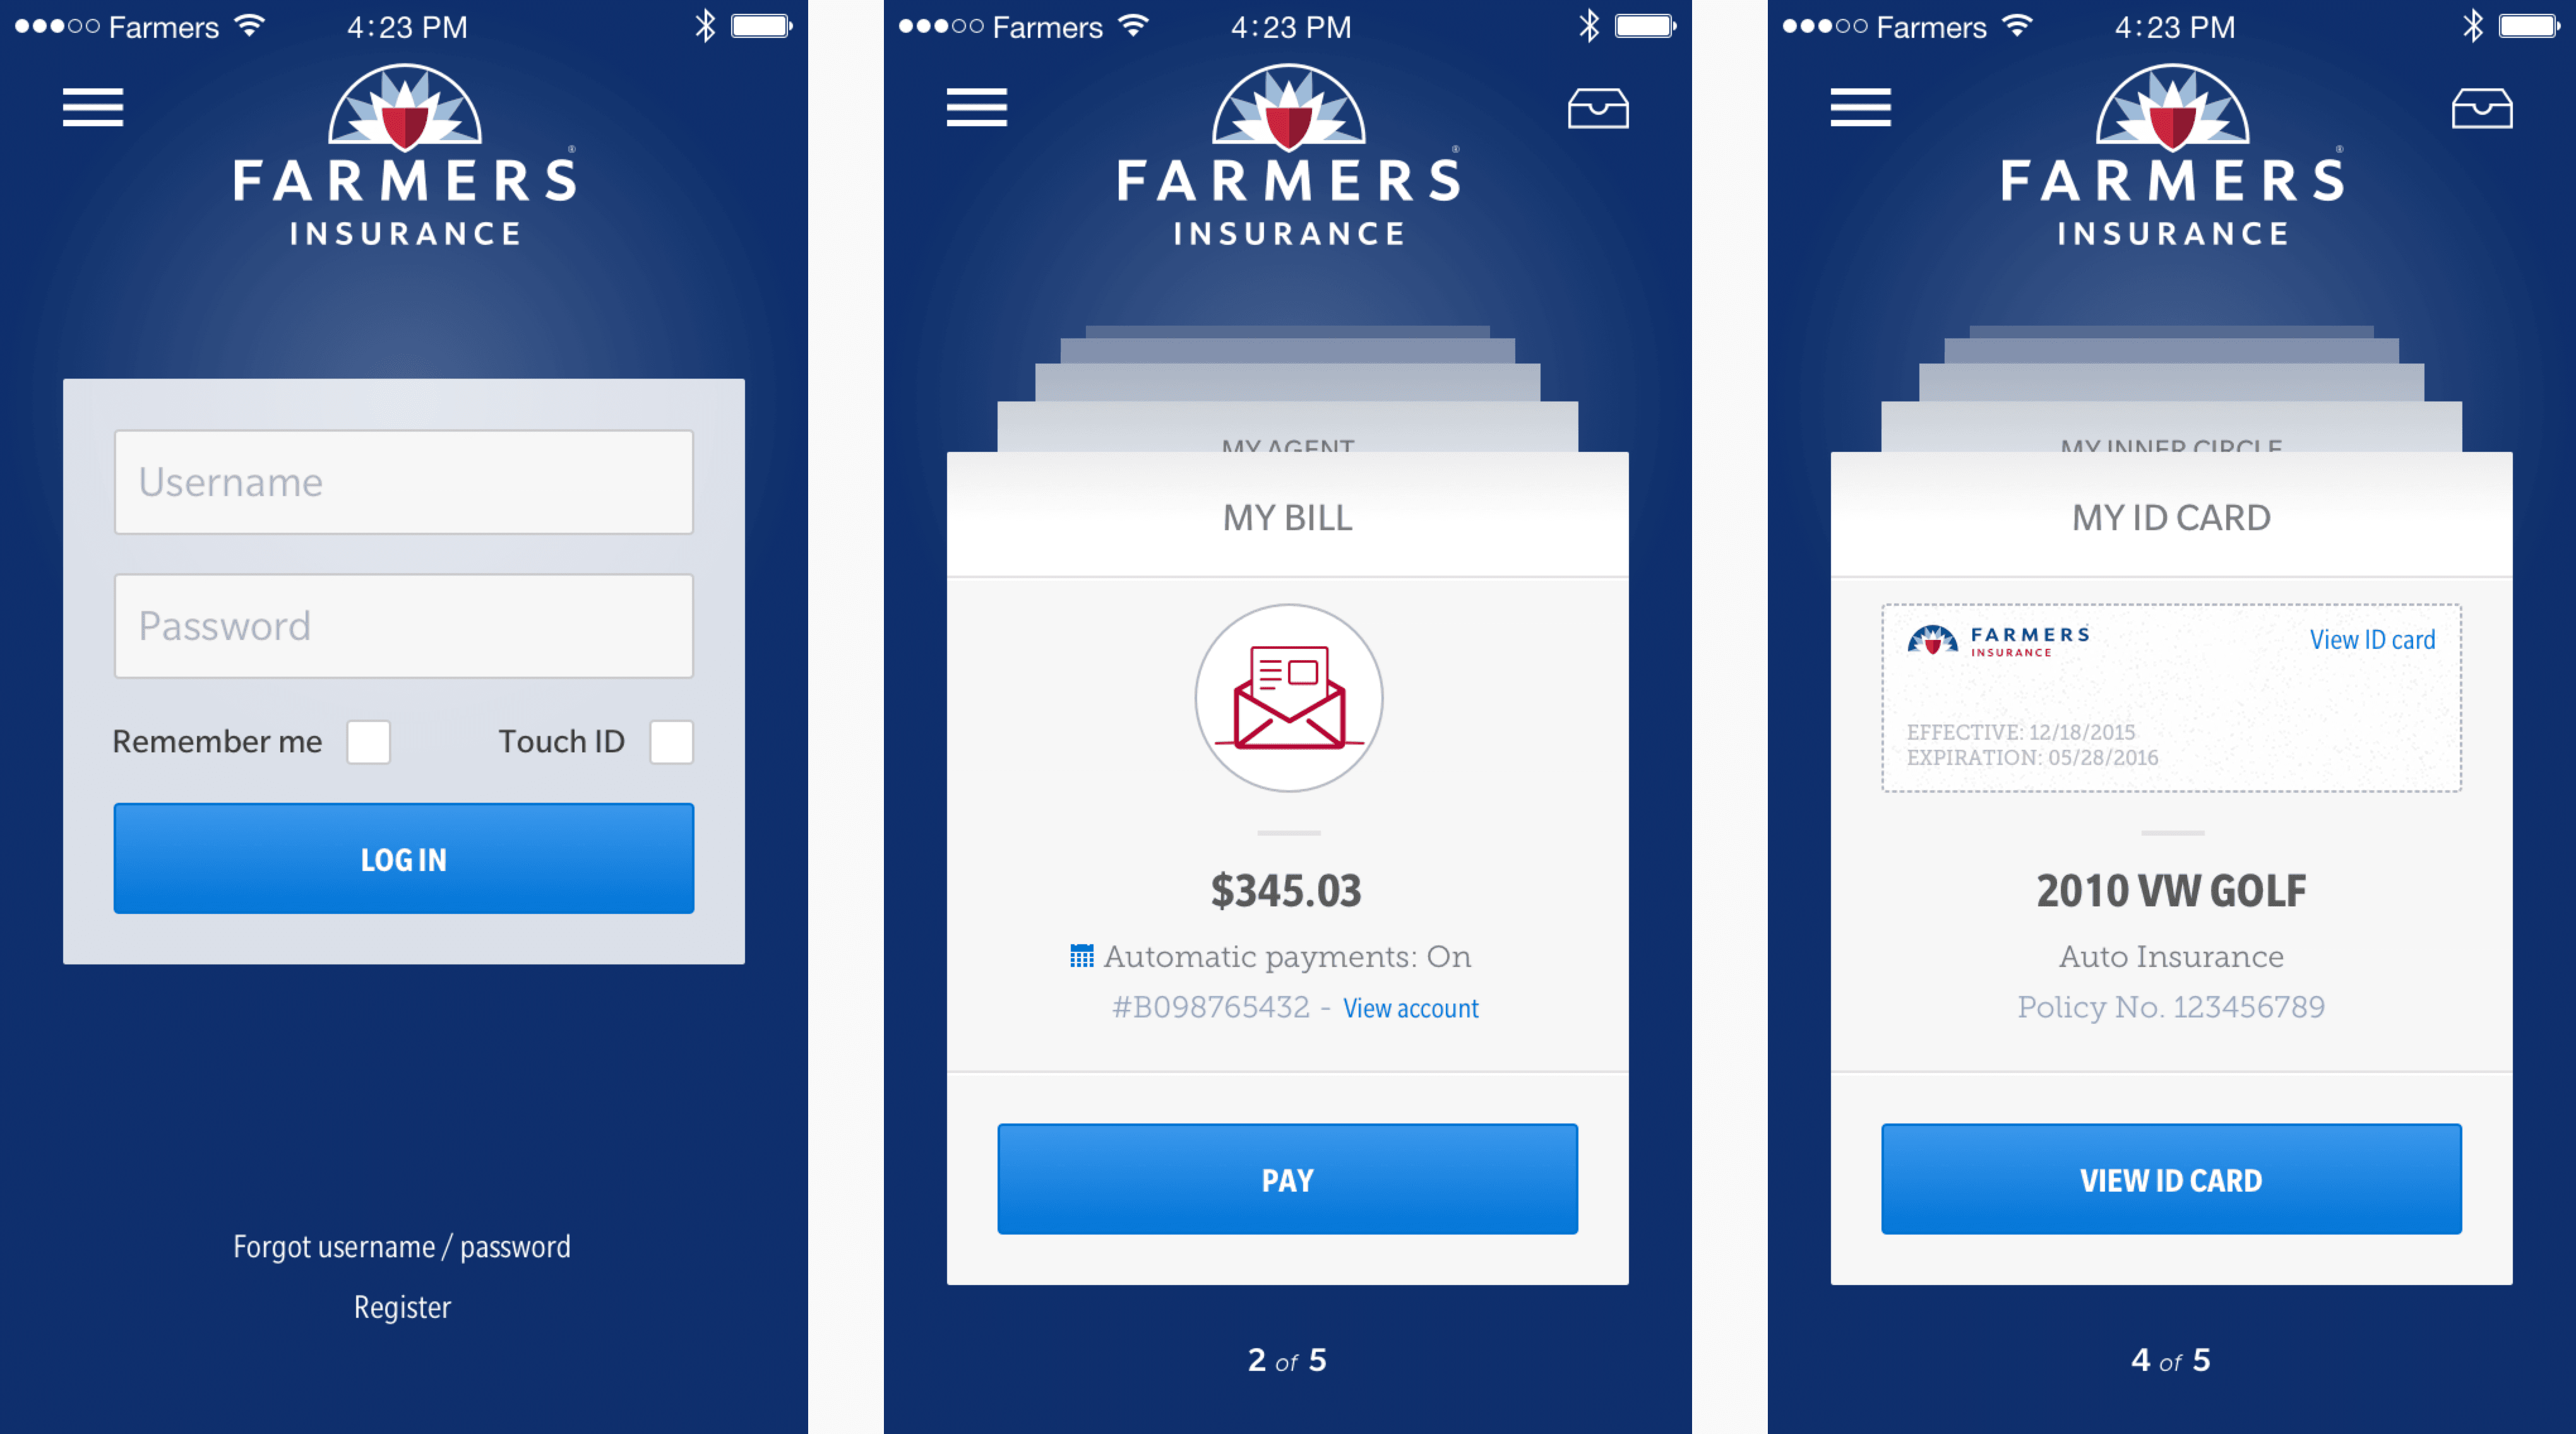 Farmers 4:23 PM
FARMERS®
INSURANCE
Username
Password
Remember me
Touch ID
LOG IN
Forgot username / password
Register
Farmers 4:23 PM
FARMERS®
INSURANCE
MY AGENT
MY BILL
$345.03
Automatic payments: On
#B098765432 - View account
PAY
2 of 5
Farmers 4:23 PM
FARMERS®
INSURANCE
MY INNER CIRCLE
MY ID CARD
FARMERS
INSURANCE
View ID card
EFFECTIVE: 12/18/2015
EXPIRATION: 05/28/2016
2010 VW GOLF
Auto Insurance
Policy No. 123456789
VIEW ID CARD
4 of 5